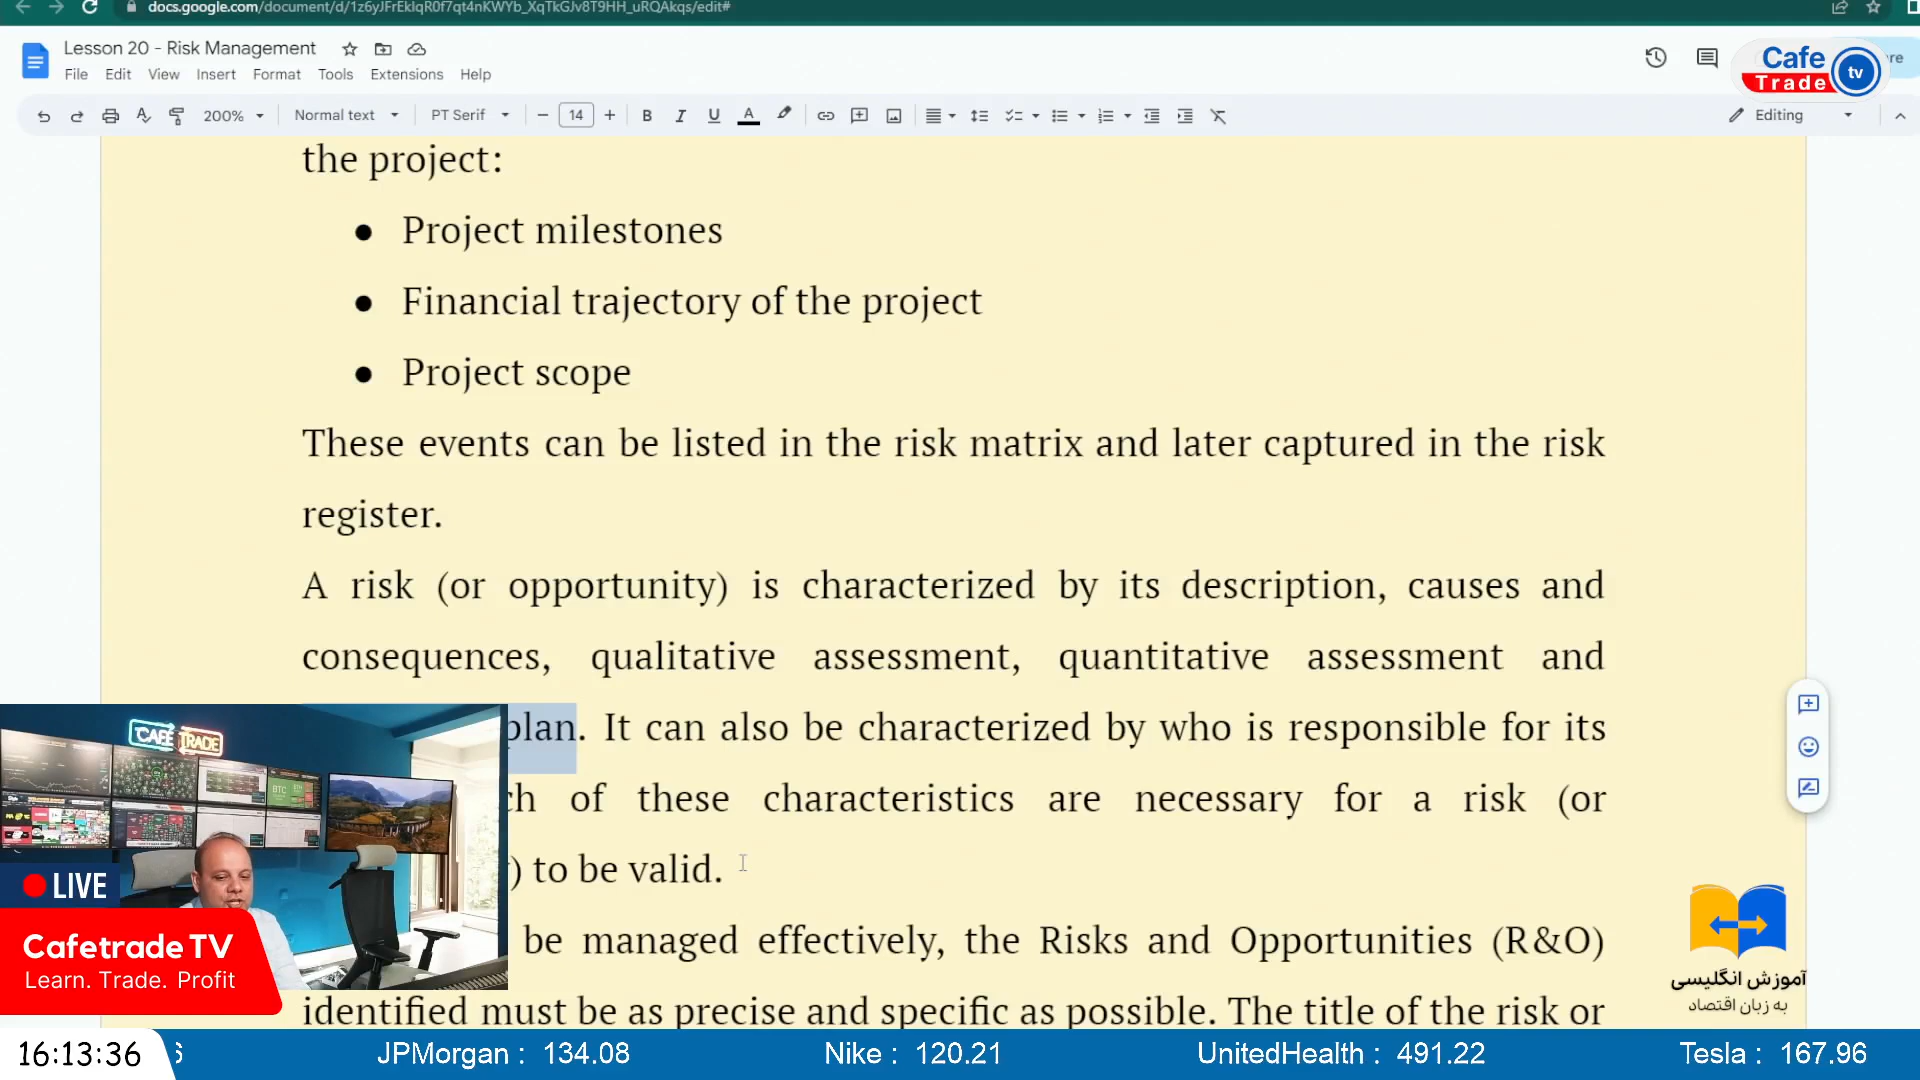 docs.google.com/document/d/1z6yJFrEklqR0f7qt4nKWYb_XqTkGJv8T9HH_uRQAkqs/edit#
Lesson 20 - Risk Management
File Edit View Insert Format Tools Extensions Help
Cafe
Trade
tv
re
200% Normal text PT Serif 14 Editing
the project:
● Project milestones
● Financial trajectory of the project
● Project scope
These events can be listed in the risk matrix and later captured in the risk
register.
A risk (or opportunity) is characterized by its description, causes and
consequences, qualitative assessment, quantitative assessment and
plan. It can also be characterized by who is responsible for its
ch of these characteristics are necessary for a risk (or
) to be valid.
be managed effectively, the Risks and Opportunities (R&O)
identified must be as precise and specific as possible. The title of the risk or
CAFE
TRADE
BTC
LIVE
Cafetrade TV
Learn. Trade. Profit
آموزش انگلیسی
به زبان اقتصاد
16:13:36
JPMorgan : 134.08 Nike : 120.21 UnitedHealth : 491.22 Tesla : 167.96